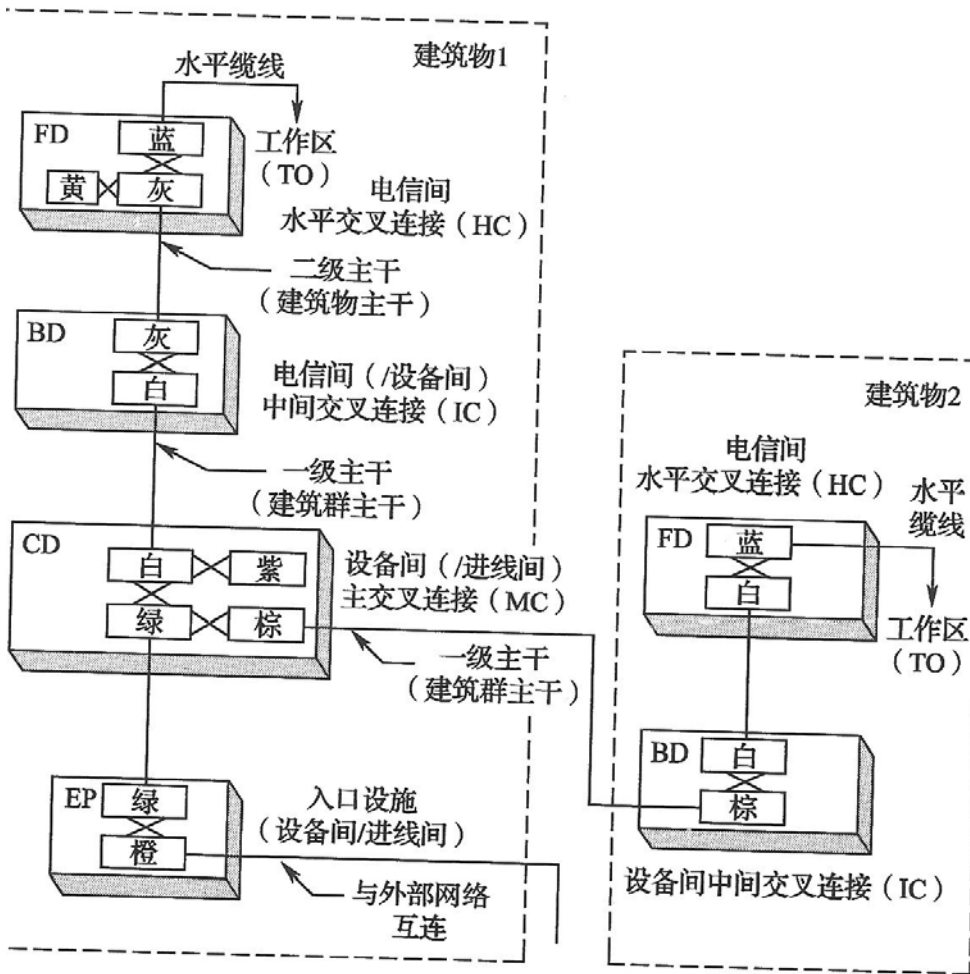 建筑物1
水平缆线
FD
蓝
黄
灰
工作区
（TO）
电信间
水平交叉连接（HC）
二级主干
（建筑物主干）
BD
灰
白
电信间（/设备间）
中间交叉连接（IC）
一级主干
（建筑群主干）
CD
白
紫
绿
棕
设备间（/进线间）
主交叉连接（MC）
一级主干
（建筑群主干）
EP
绿
橙
入口设施
（设备间/进线间）
与外部网络
互连
建筑物2
电信间
水平交叉连接（HC）
水平
缆线
FD
蓝
白
工作区
（TO）
BD
白
棕
设备间中间交叉连接（IC）